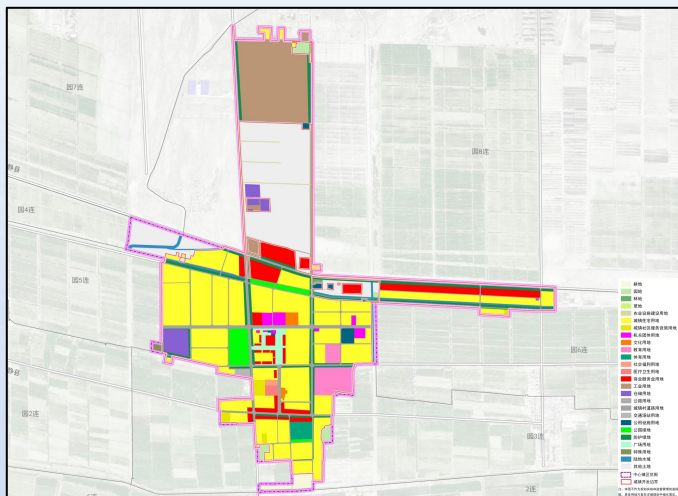 园7连
园8连
静县
园4连
园5连
园6连
静县
园2连
园3连
2连
耕地
园地
林地
草地
农业设施建设用地
城镇住宅用地
城镇社区服务设施用地
机关团体用地
文化用地
教育用地
体育用地
社会福利用地
医疗卫生用地
商业服务业用地
工业用地
仓储用地
公路用地
城镇村道路用地
交通场站用地
公用设施用地
公园绿地
防护绿地
广场用地
特殊用地
陆地水域
其他土地
中心城区范围
城镇开发边界